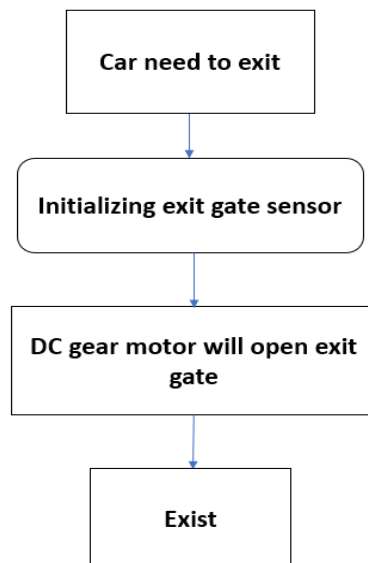 Car need to exit
Initializing exit gate sensor
DC gear motor will open exit
gate
Exist